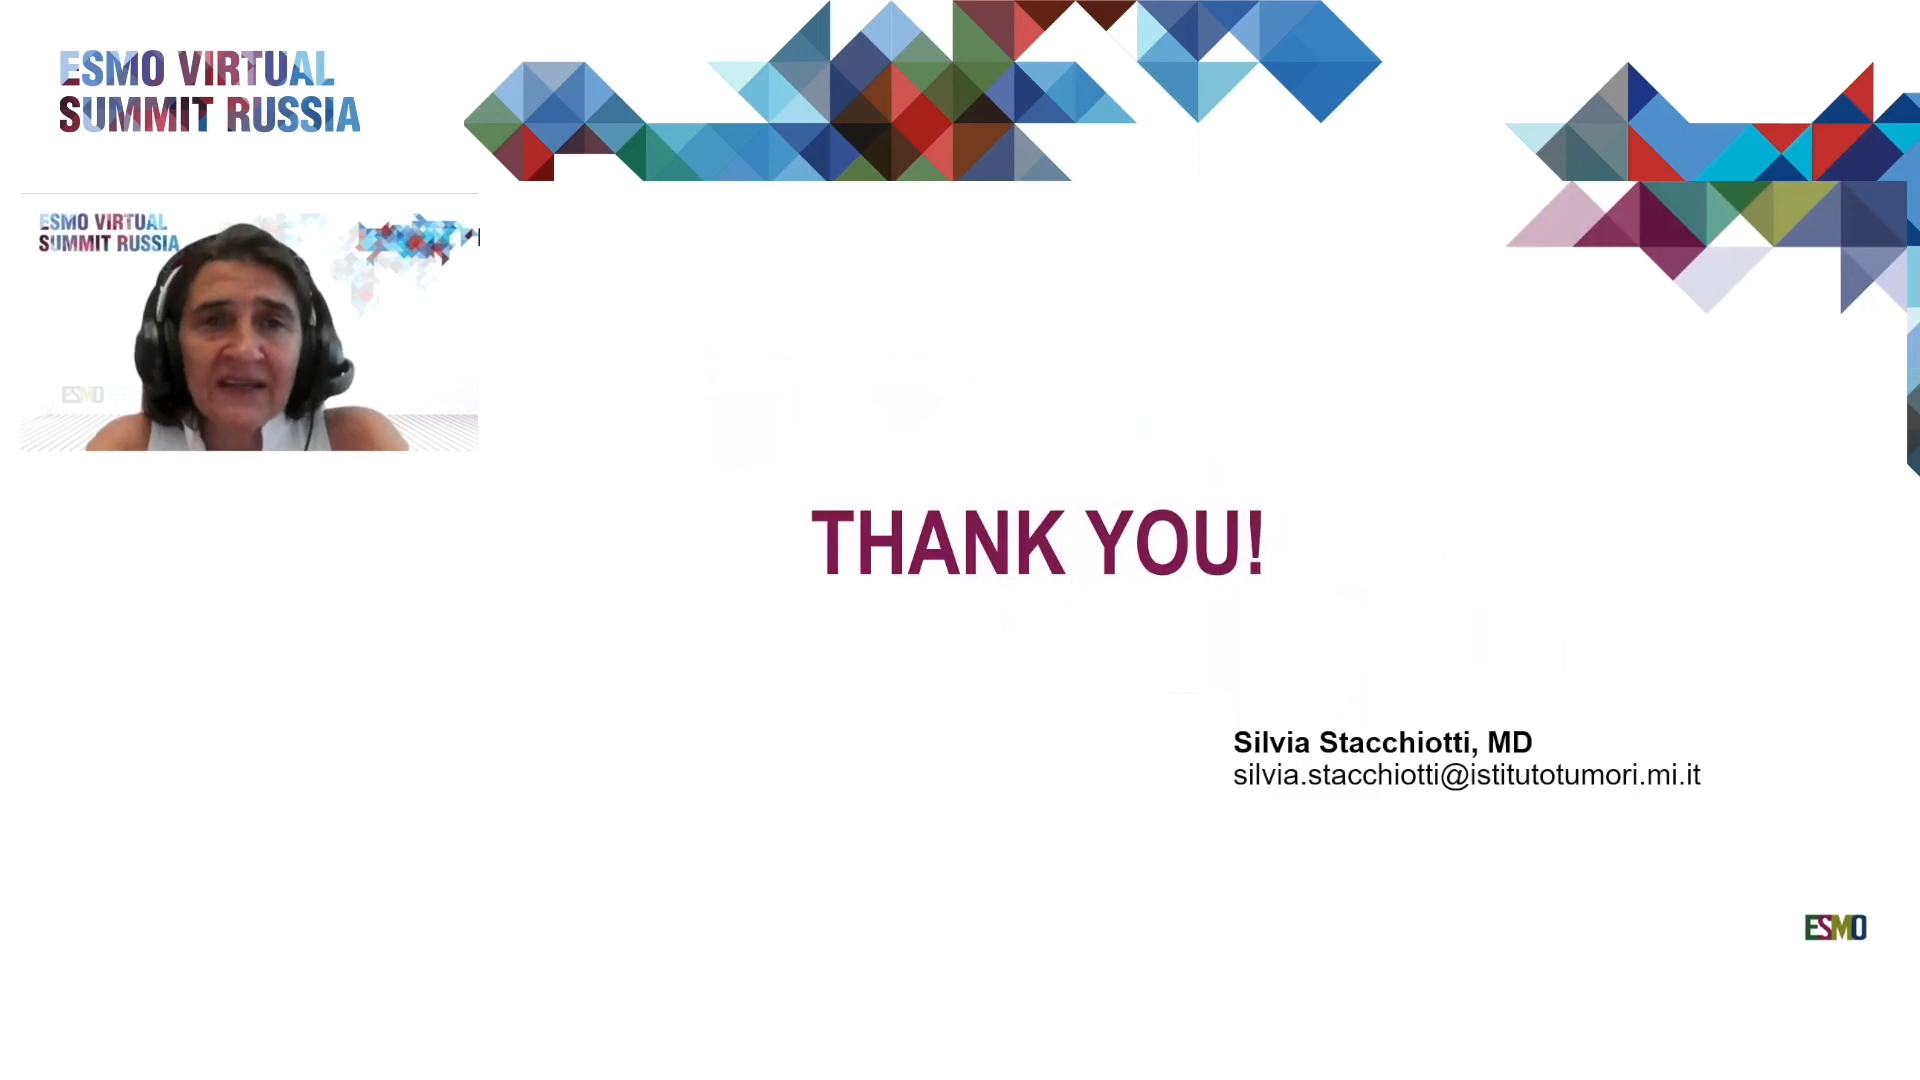 ESMO VIRTUAL
SUMMIT RUSSIA
ESMO VIRTUAL
SUMMIT RUSSIA
ESMO
THANK YOU!
Silvia Stacchiotti, MD
silvia.stacchiotti@istitutotumori.mi.it
ESMO